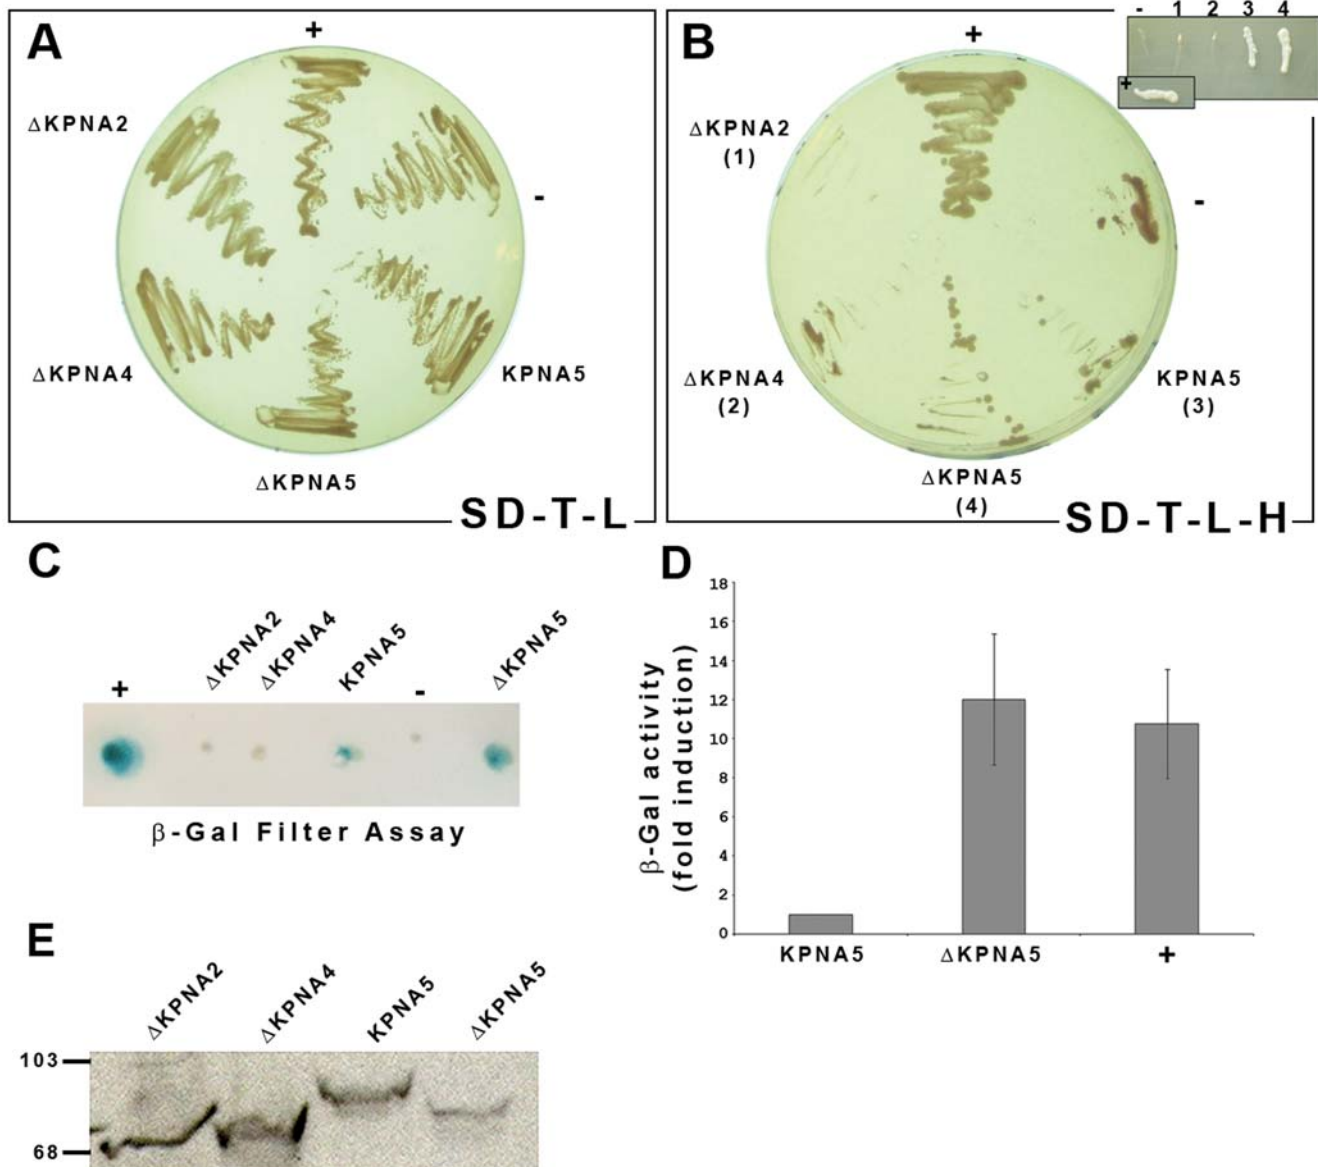 A
+
ΔKPNA2
-
ΔKPNA4
KPNA5
ΔKPNA5
SD-T-L
B
- 1 2 3 4
+
+
ΔKPNA2
(1)
-
ΔKPNA4
(2)
KPNA5
(3)
ΔKPNA5
(4)
SD-T-L-H
C
+ ΔKPNA2 ΔKPNA4 KPNA5 - ΔKPNA5
β-Gal Filter Assay
D
β-Gal activity
(fold induction)
18
16
14
12
10
8
6
4
2
0
KPNA5 ΔKPNA5 +
E
ΔKPNA2 ΔKPNA4 KPNA5 ΔKPNA5
103
68